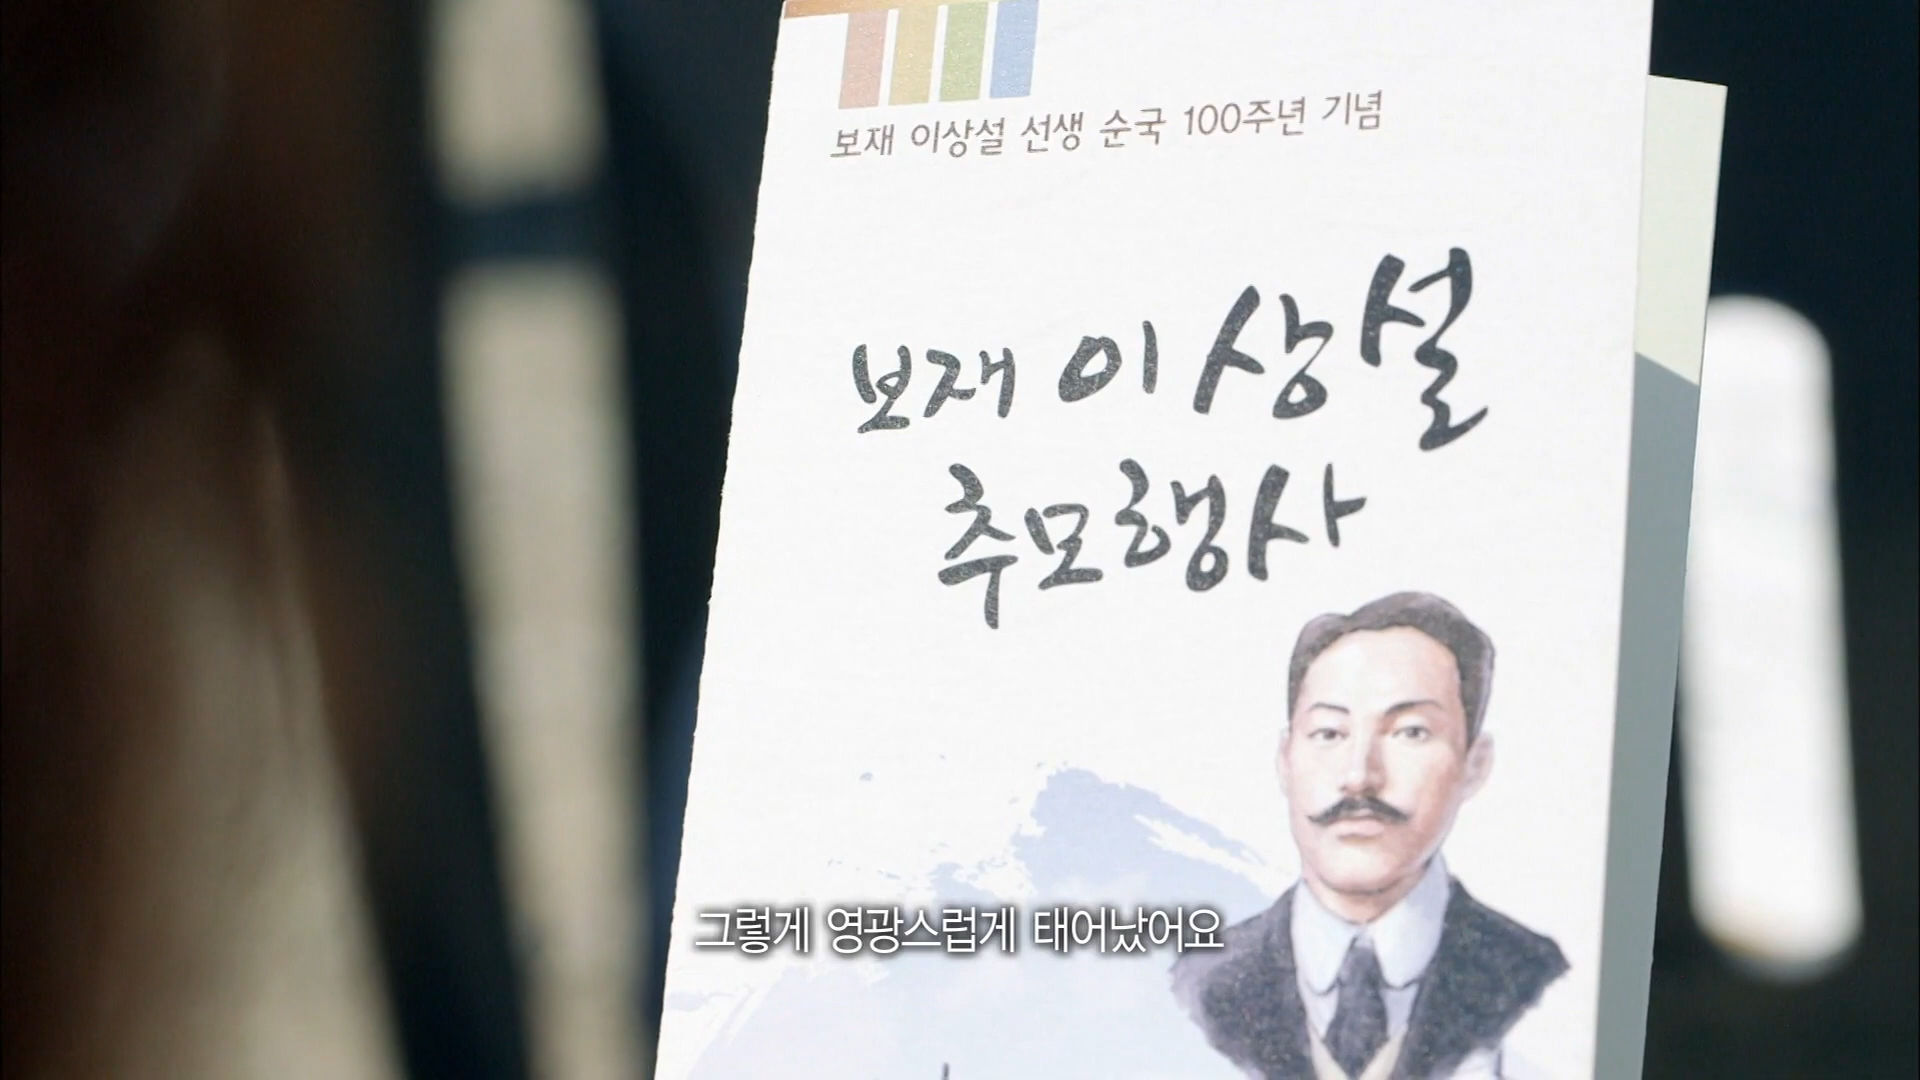 보재 이상설 선생 순국 100주년 기념
보재 이상설
추모행사
그렇게 영광스럽게 태어났어요